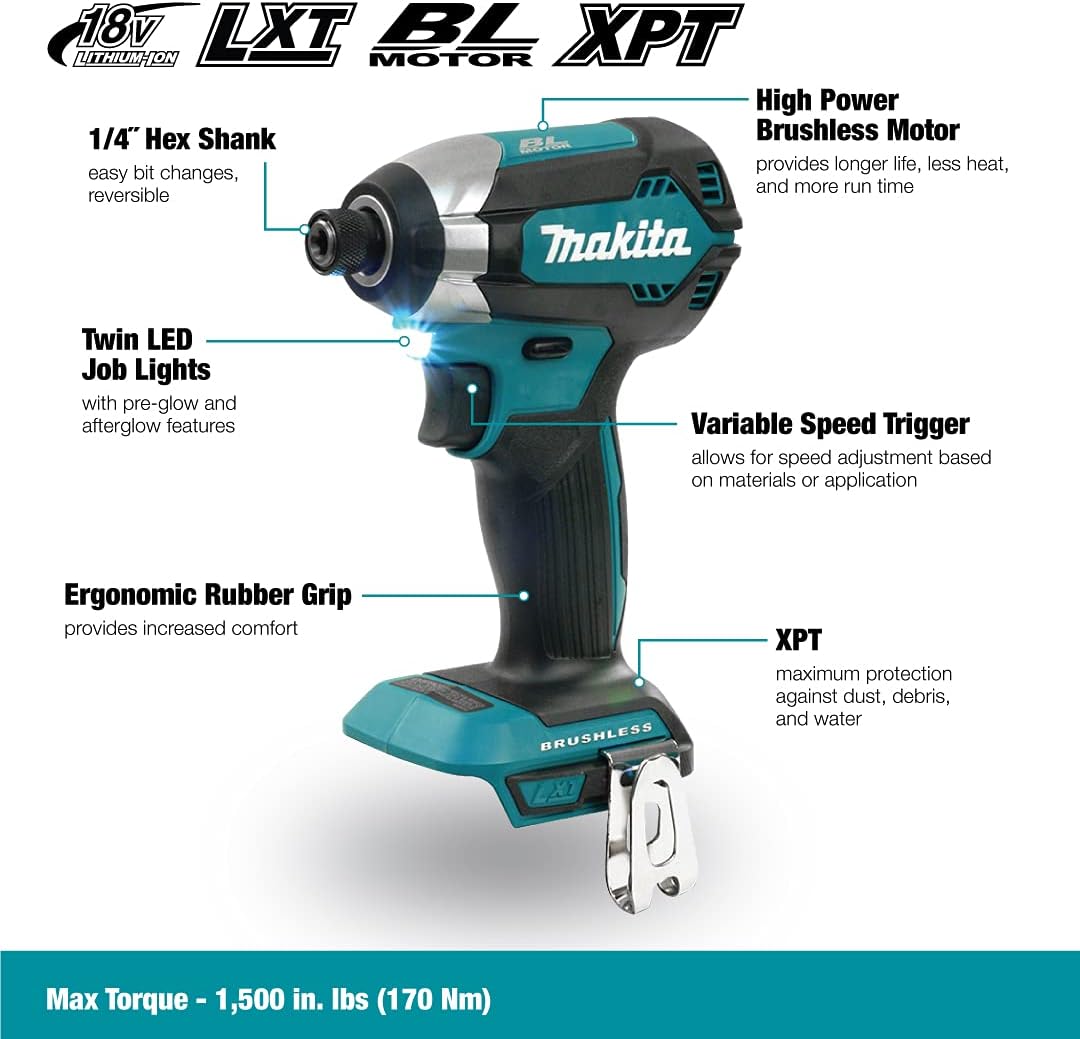 18V
LITHIUM-ION
LXT
BL
MOTOR
XPT
High Power
Brushless Motor
provides longer life, less heat,
and more run time
1/4˝ Hex Shank
easy bit changes,
reversible
BL
MOTOR
makita
Twin LED
Job Lights
with pre-glow and
afterglow features
Variable Speed Trigger
allows for speed adjustment based
on materials or application
Ergonomic Rubber Grip
provides increased comfort
XPT
maximum protection
against dust, debris,
and water
BRUSHLESS
LXT
Max Torque - 1,500 in. lbs (170 Nm)